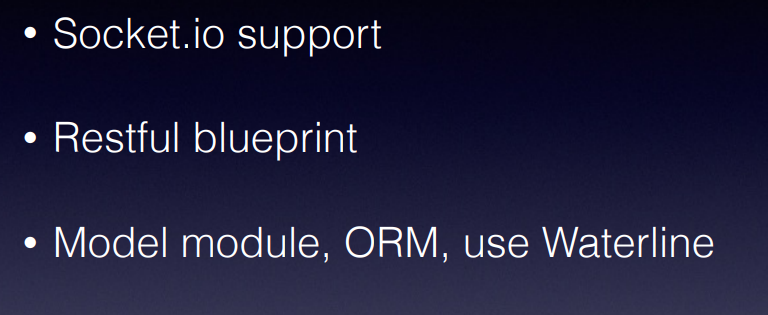 • Socket.io support
• Restful blueprint
• Model module, ORM, use Waterline